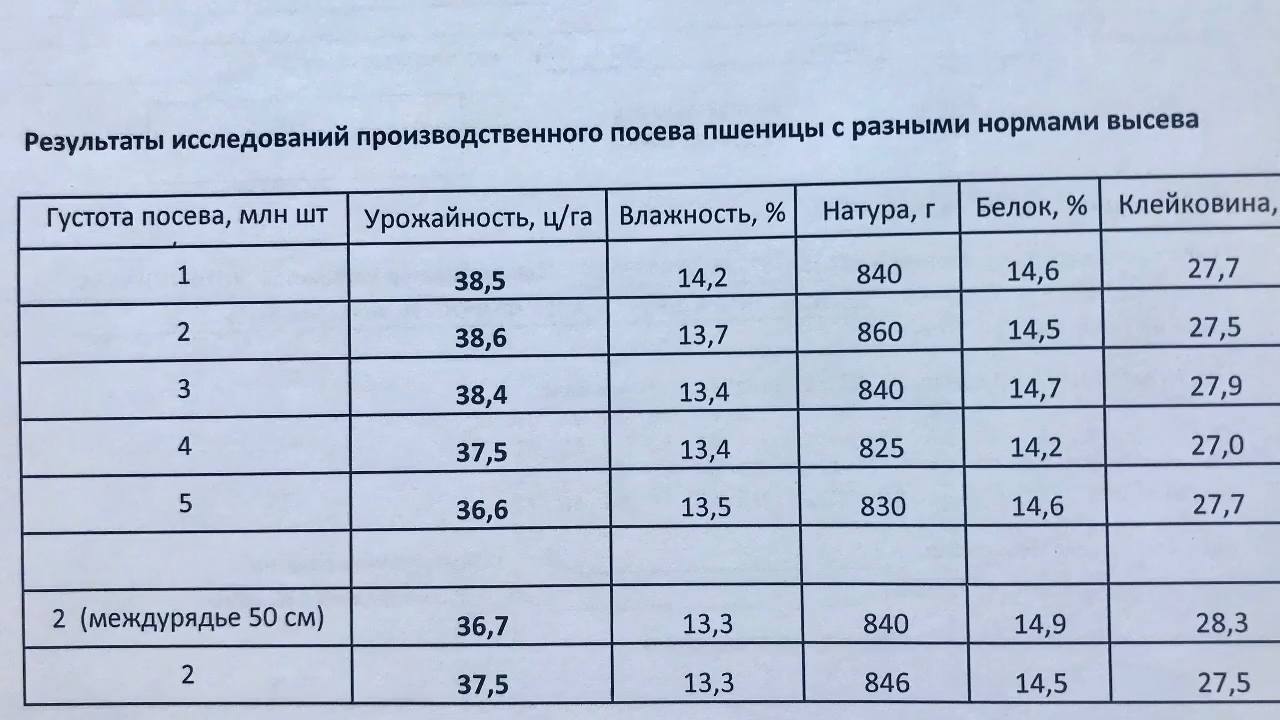 Результаты исследований производственного посева пшеницы с разными нормами высева
Густота посева, млн шт Урожайность, ц/га Влажность, % Натура, г Белок, % Клейковина,
1 38,5 14,2 840 14,6 27,7
2 38,6 13,7 860 14,5 27,5
3 38,4 13,4 840 14,7 27,9
4 37,5 13,4 825 14,2 27,0
5 36,6 13,5 830 14,6 27,7
2 (междурядье 50 см) 36,7 13,3 840 14,9 28,3
2 37,5 13,3 846 14,5 27,5